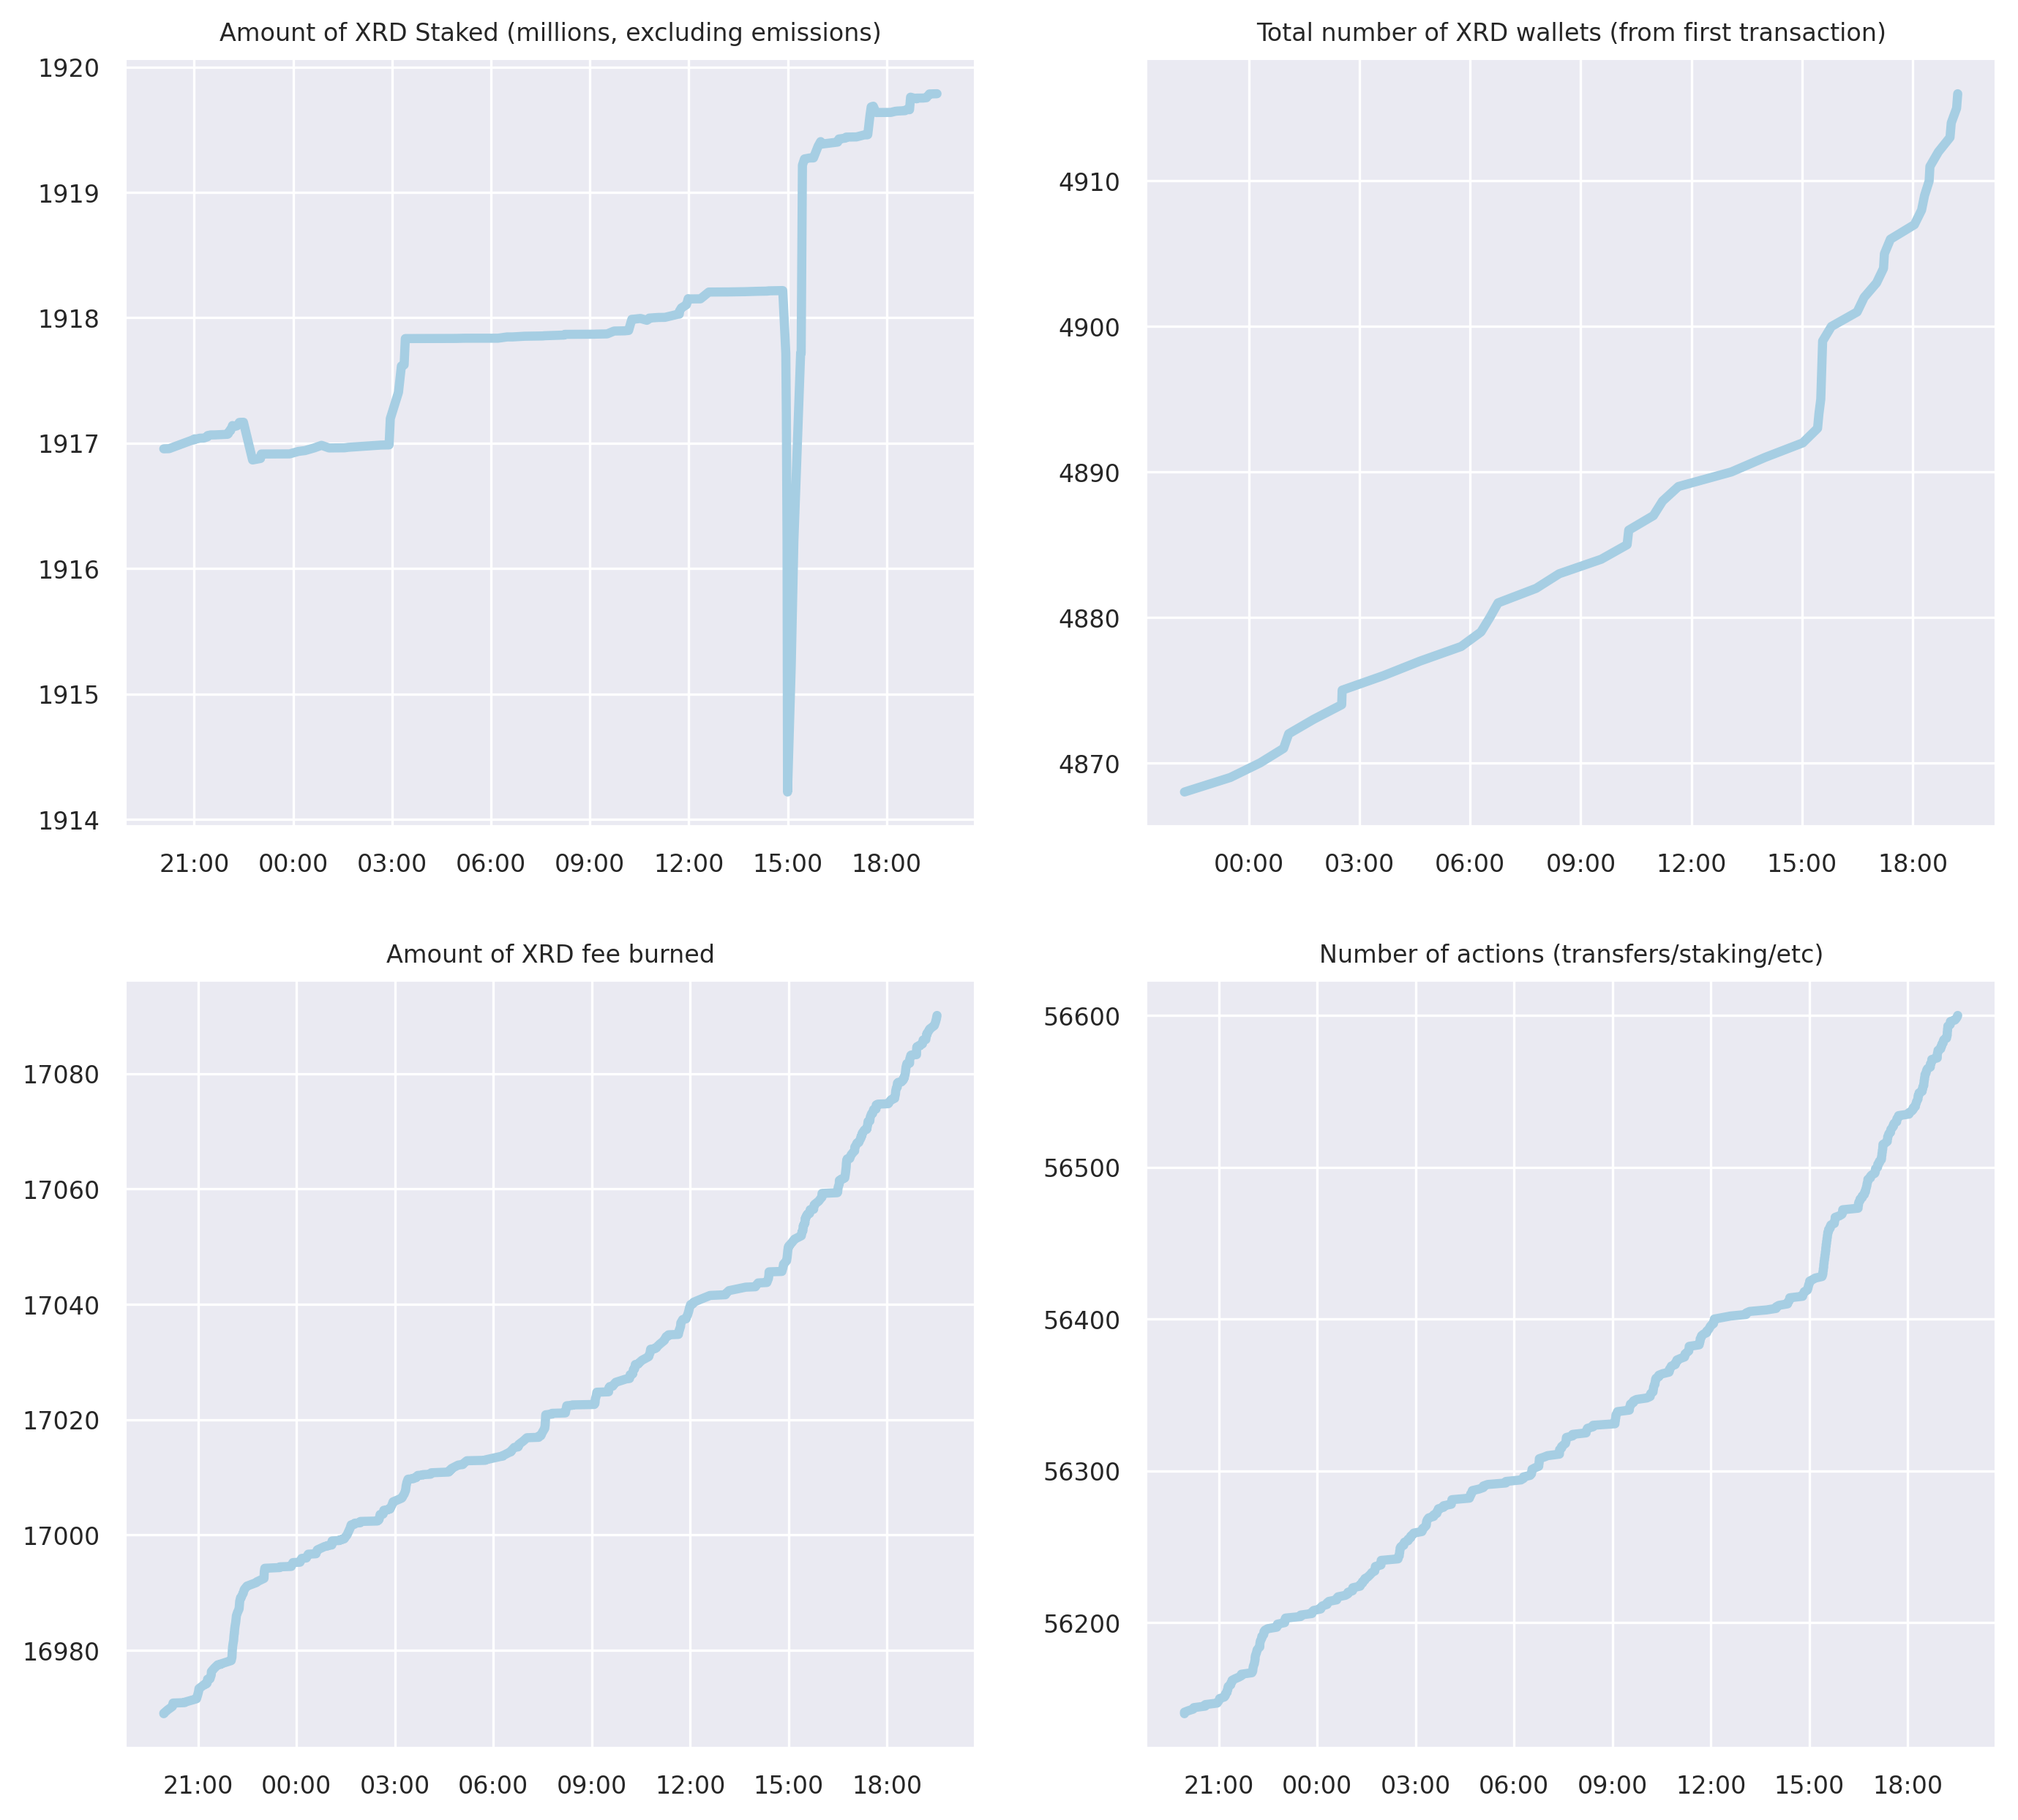 Amount of XRD Staked (millions, excluding emissions)
1920
1919
1918
1917
1916
1915
1914
21:00 00:00 03:00 06:00 09:00 12:00 15:00 18:00
Total number of XRD wallets (from first transaction)
4910
4900
4890
4880
4870
00:00 03:00 06:00 09:00 12:00 15:00 18:00
Amount of XRD fee burned
17080
17060
17040
17020
17000
16980
21:00 00:00 03:00 06:00 09:00 12:00 15:00 18:00
Number of actions (transfers/staking/etc)
56600
56500
56400
56300
56200
21:00 00:00 03:00 06:00 09:00 12:00 15:00 18:00